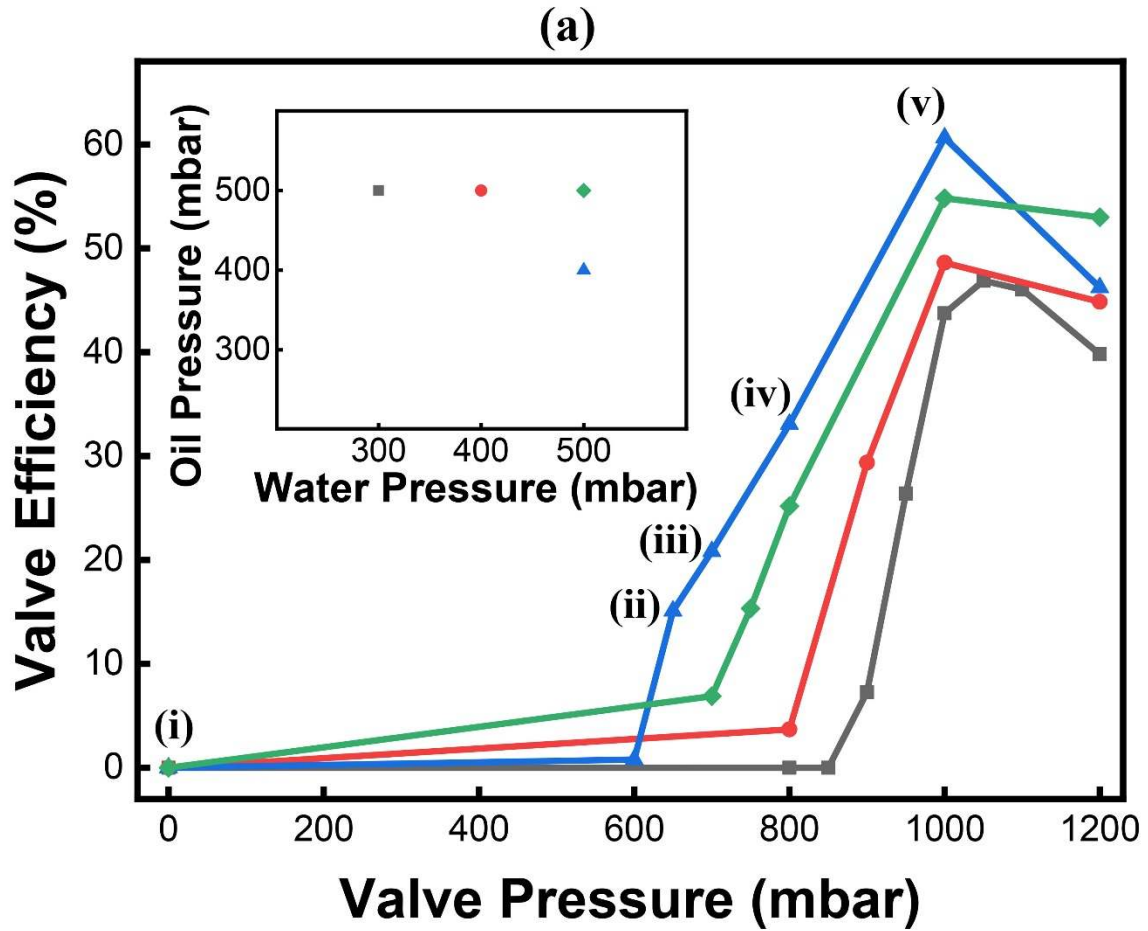 (a)
Valve Efficiency (%)
60
50
40
30
20
10
0
Oil Pressure (mbar)
500
400
300
300 400 500
Water Pressure (mbar)
(i)
(ii)
(iii)
(iv)
(v)
0 200 400 600 800 1000 1200
Valve Pressure (mbar)